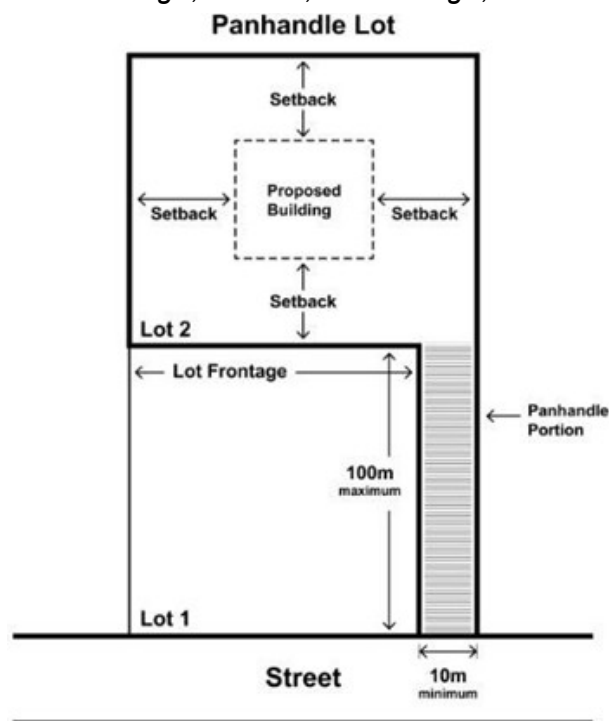 Panhandle Lot
Setback
Proposed
Building
Setback
Setback
Setback
Lot 2
Lot Frontage
Panhandle
Portion
100m
maximum
Lot 1
Street
10m
minimum